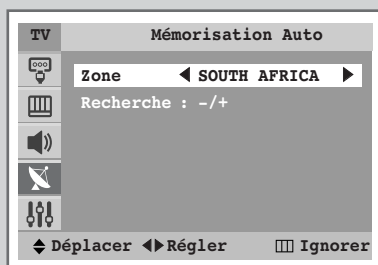 TV Mémorisation Auto
Zone ◀ SOUTH AFRICA ▶
Recherche : -/+
Déplacer Régler Ignorer